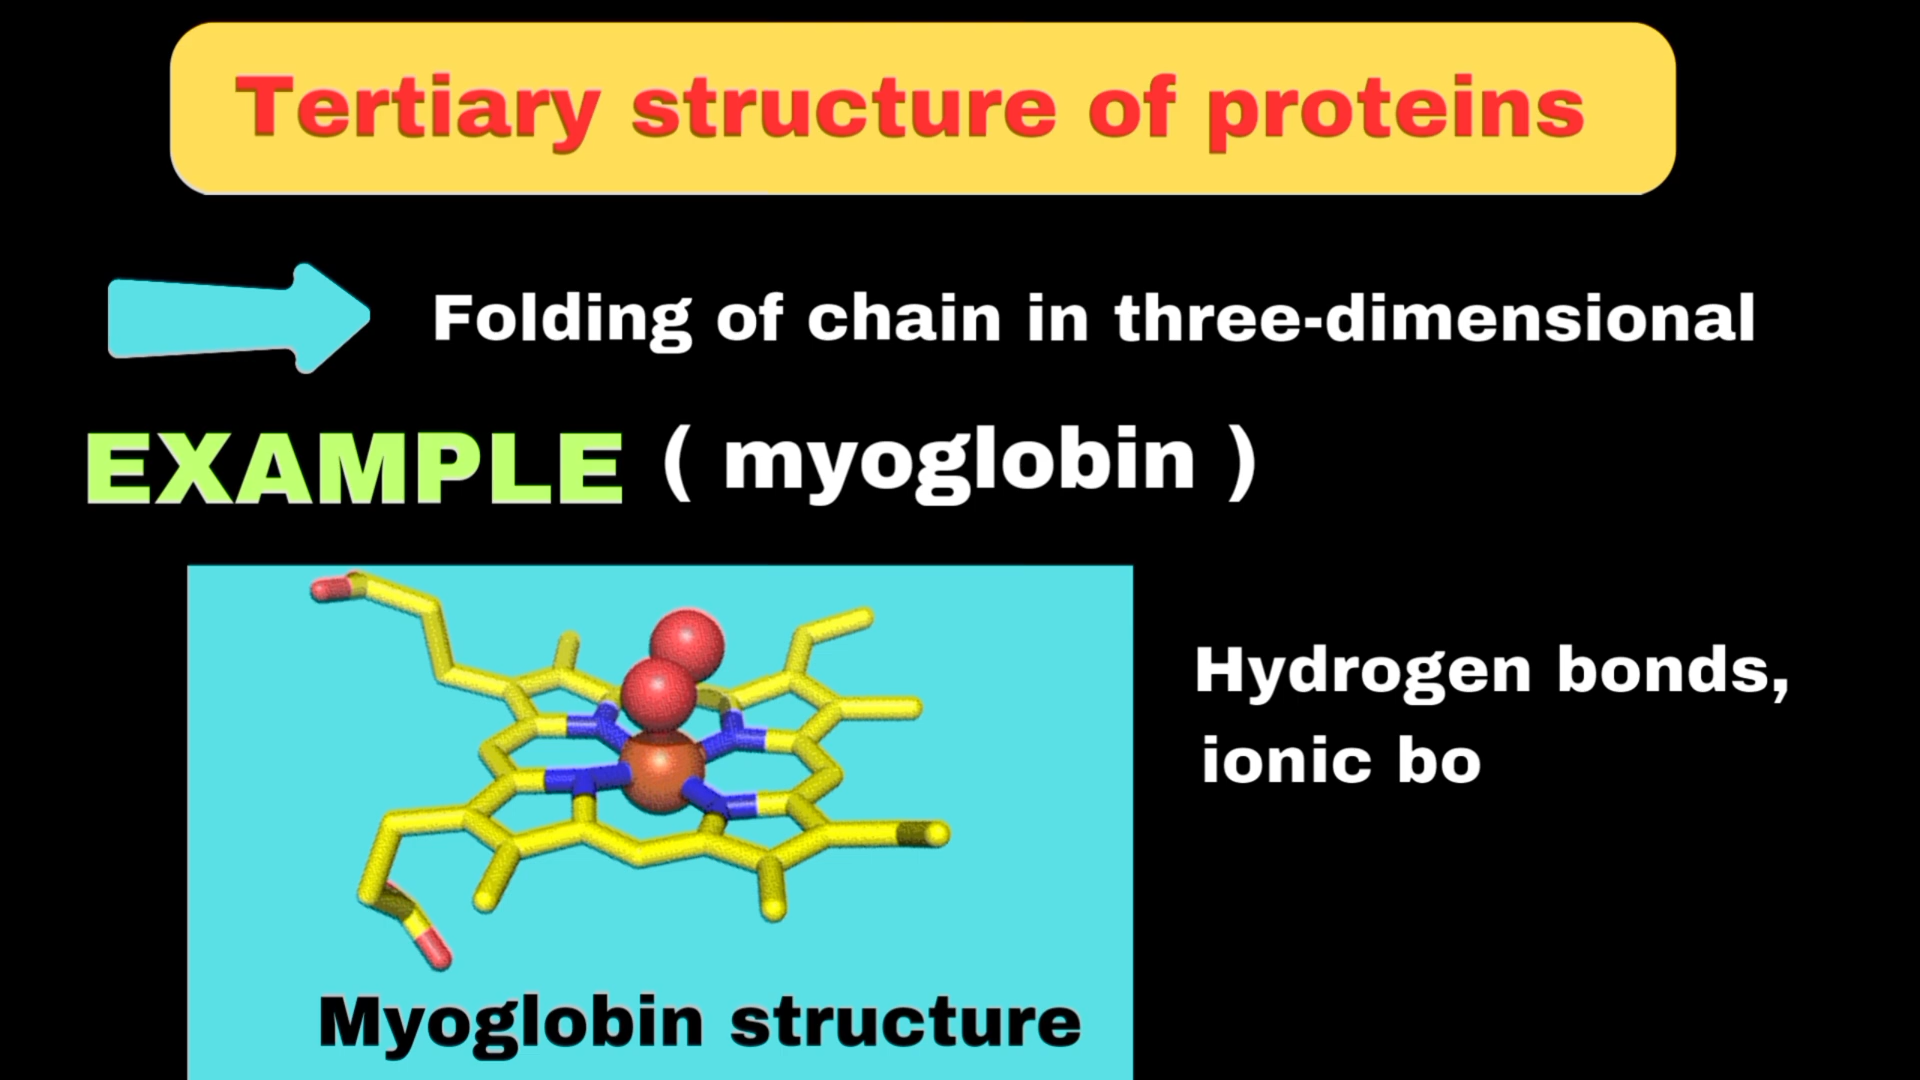 Tertiary structure of proteins
Folding of chain in three-dimensional
EXAMPLE ( myoglobin )
Hydrogen bonds,
ionic bo
Myoglobin structure